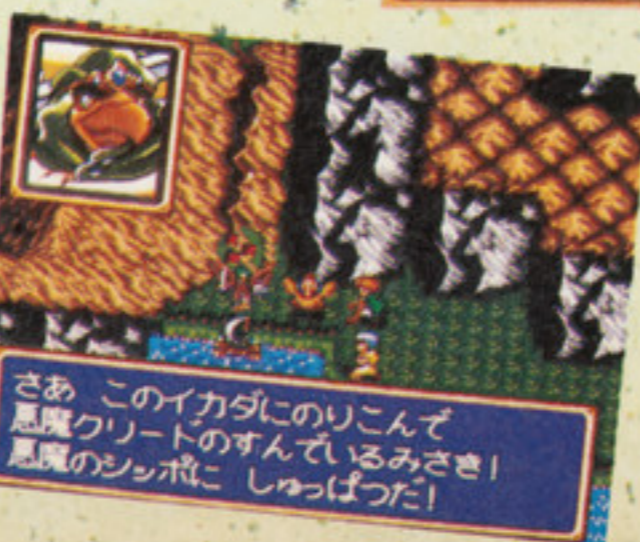 さあ このイカダにのりこんで
悪魔クリードのすんでいるみさき!
悪魔のシッポに しゅっぱつだ!